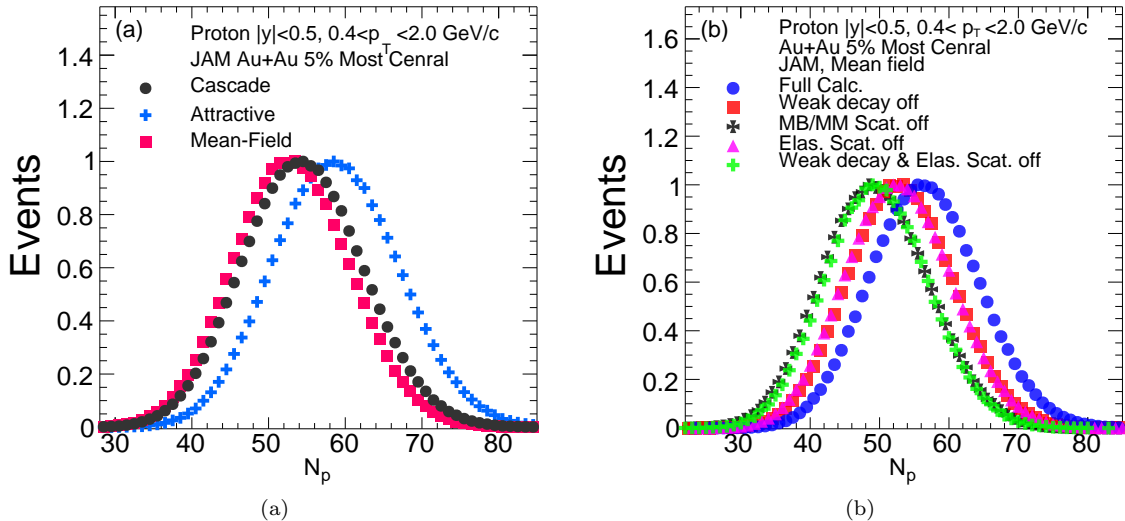 (a)
Proton |y|<0.5, 0.4<p_T <2.0 GeV/c
JAM Au+Au 5% Most Cenral
Cascade
Attractive
Mean-Field
1.4
1.2
1
0.8
0.6
0.4
0.2
0
Events
30 40 50 60 70 80
N_p
(a)
(b)
Proton |y|<0.5, 0.4< p_T <2.0 GeV/c
Au+Au 5% Most Cenral
JAM, Mean field
Full Calc.
Weak decay off
MB/MM Scat. off
Elas. Scat. off
Weak decay & Elas. Scat. off
1.6
1.4
1.2
1
0.8
0.6
0.4
0.2
0
Events
30 40 50 60 70 80
N_p
(b)